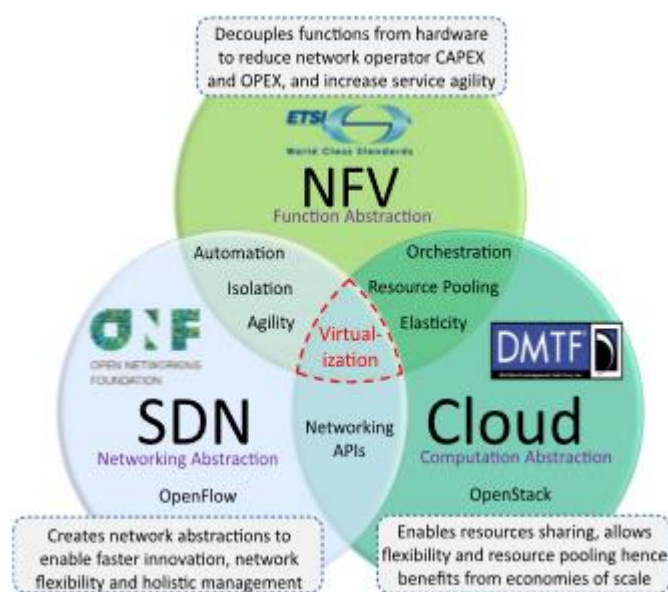 Decouples functions from hardware
to reduce network operator CAPEX
and OPEX, and increase service agility
ETSI
World Class Standards
NFV
Function Abstraction
Automation
Orchestration
Isolation
Resource Pooling
Agility
Elasticity
Virtual-
ization
ONF
OPEN NETWORKING
FOUNDATION
DMTF
SDN
Networking Abstraction
Networking
APIs
Cloud
Computation Abstraction
OpenFlow
OpenStack
Creates network abstractions to
enable faster innovation, network
flexibility and holistic management
Enables resources sharing, allows
flexibility and resource pooling hence
benefits from economies of scale